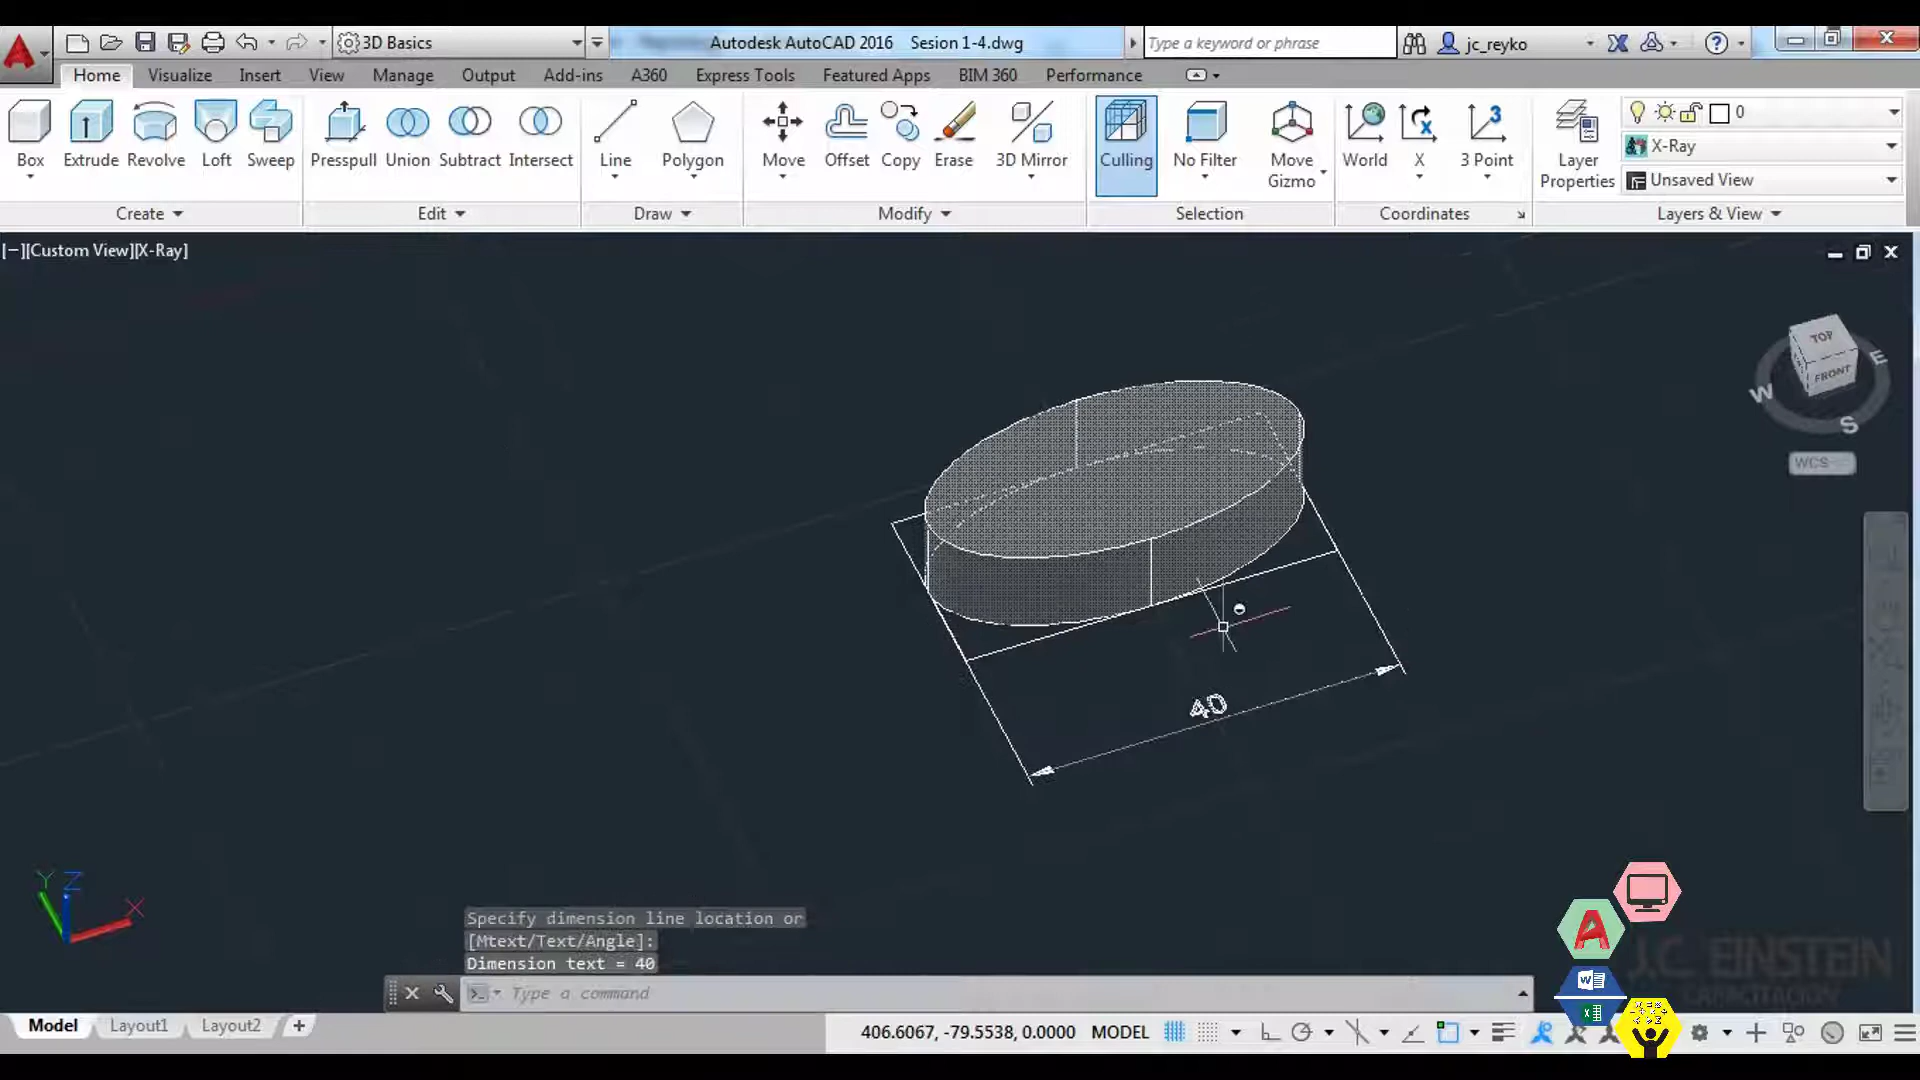 3D Basics
Autodesk AutoCAD 2016 Sesion 1-4.dwg
Type a keyword or phrase
jc_reyko
Home Visualize Insert View Manage Output Add-ins A360 Express Tools Featured Apps BIM 360 Performance
Box Extrude Revolve Loft Sweep Presspull Union Subtract Intersect Line Polygon Move Offset Copy Erase 3D Mirror Culling No Filter Move Gizmo World X 3 Point Layer Properties
0
X-Ray
Unsaved View
Create Edit Draw Modify Selection Coordinates Layers & View
[−][Custom View][X-Ray]
TOP
FRONT
W
E
S
WCS
40
Y Z X
Specify dimension line location or
[Mtext/Text/Angle]:
Dimension text = 40
Type a command
J.C. EINSTEIN
CAPACITACION
Model Layout1 Layout2 +
406.6067, -79.5538, 0.0000 MODEL